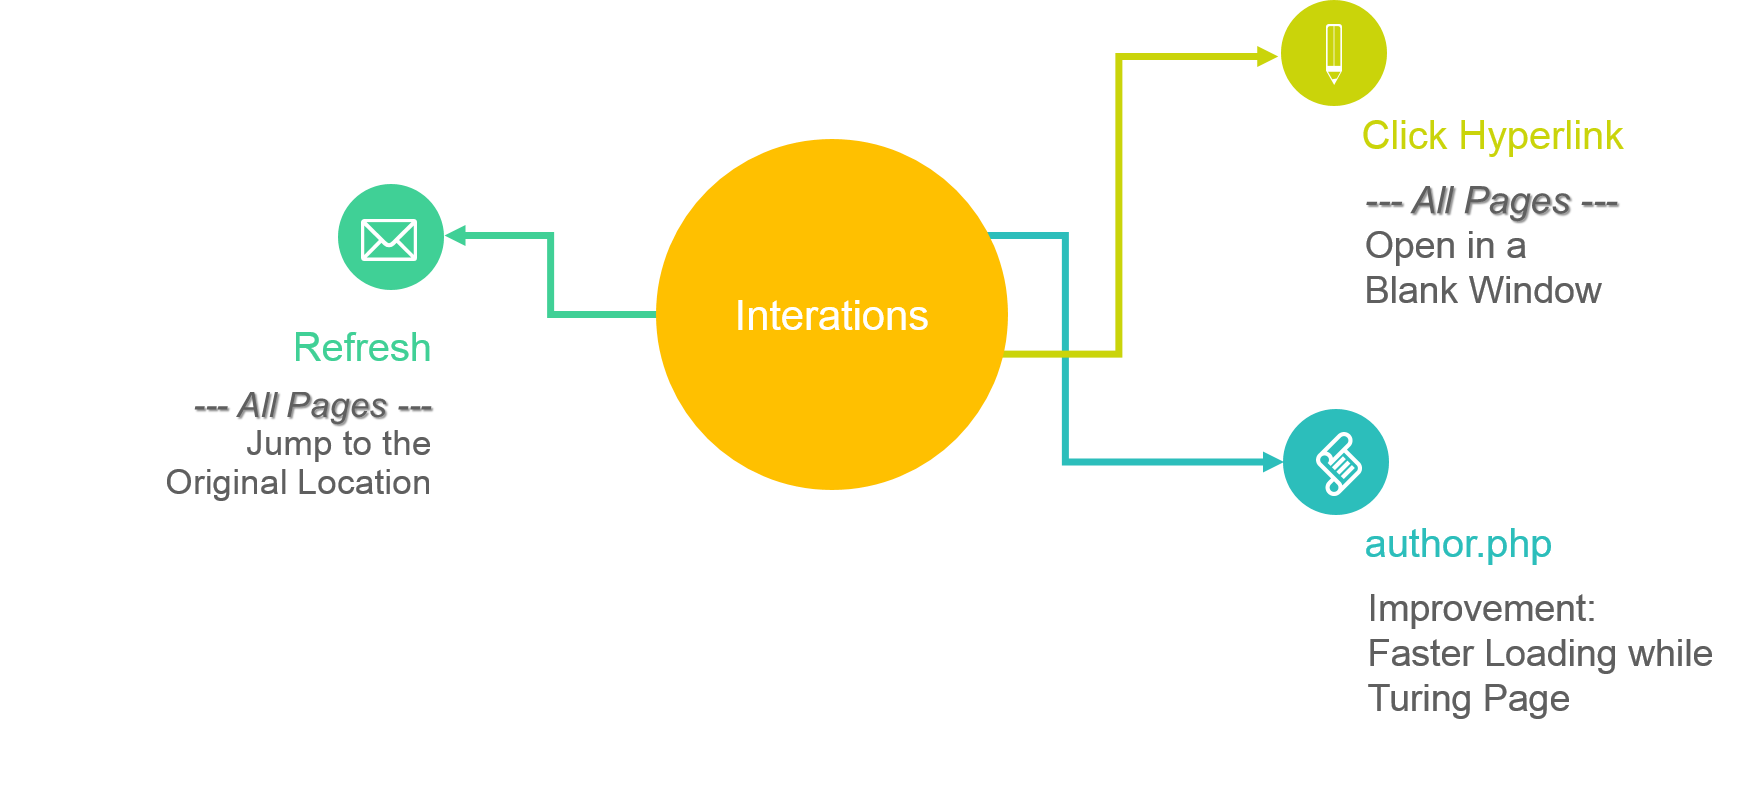 Interations
Refresh
--- All Pages ---
Jump to the
Original Location
Click Hyperlink
--- All Pages ---
Open in a
Blank Window
author.php
Improvement:
Faster Loading while
Turing Page